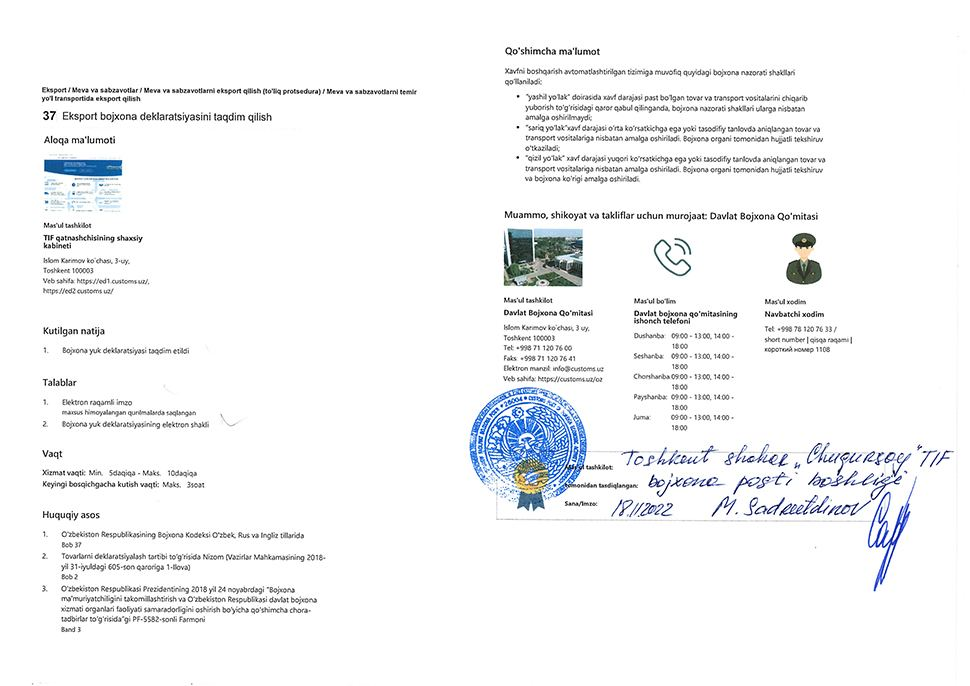 Eksport / Meva va sabzavotlar / Meva va sabzavotlarni eksport qilish (to'liq protsedura) / Meva va sabzavotlarni temir
yo'l transportida eksport qilish
37 Eksport bojxona deklaratsiyasini taqdim qilish
Aloqa ma'lumoti
Mas'ul tashkilot
TIF qatnashchisining shaxsiy
kabineti
Islom Karimov ko`chasi, 3-uy,
Toshkent 100003
Veb sahifa: https://ed1.customs.uz/,
https://ed2.customs.uz/
Kutilgan natija
1. Bojxona yuk deklaratsiyasi taqdim etildi
Talablar
1. Elektron raqamli imzo
maxsus himoyalangan qurilmalarda saqlangan
2. Bojxona yuk deklaratsiyasining elektron shakli
Vaqt
Xizmat vaqti: Min. 5daqiqa - Maks. 10daqiqa
Keyingi bosqichgacha kutish vaqti: Maks. 3soat
Huquqiy asos
1. O'zbekiston Respublikasining Bojxona Kodeksi O'zbek, Rus va Ingliz tillarida
Bob 37
2. Tovarlarni deklaratsiyalash tartibi to'g'risida Nizom (Vazirlar Mahkamasining 2018-
yil 31-iyuldagi 605-son qaroriga 1-Ilova)
Bob 2
3. O'zbekiston Respublikasi Prezidentining 2018 yil 24 noyabrdagi "Bojxona
ma'muriyatchiligini takomillashtirish va O'zbekiston Respublikasi davlat bojxona
xizmati organlari faoliyati samaradorligini oshirish bo'yicha qo'shimcha chora-
tadbirlar to'g'risida"gi PF-5582-sonli Farmoni
Band 3
Qo'shimcha ma'lumot
Xavfni boshqarish avtomatlashtirilgan tizimiga muvofiq quyidagi bojxona nazorati shakllari
qo'llaniladi:
• "yashil yo'lak" doirasida xavf darajasi past bo'lgan tovar va transport vositalarini chiqarib
yuborish to'g'risidagi qaror qabul qilinganda, bojxona nazorati shakllari ularga nisbatan
amalga oshirilmaydi;
• "sariq yo'lak"xavf darajasi o'rta ko'rsatkichga ega yoki tasodifiy tanlovda aniqlangan tovar va
transport vositalariga nisbatan amalga oshiriladi. Bojxona organi tomonidan hujjatli tekshiruv
o'tkaziladi;
• "qizil yo'lak" xavf darajasi yuqori ko'rsatkichga ega yoki tasodifiy tanlovda aniqlangan tovar va
transport vositalariga nisbatan amalga oshiriladi. Bojxona organi tomonidan hujjatli tekshiruv
va bojxona ko'rigi amalga oshiriladi.
Muammo, shikoyat va takliflar uchun murojaat: Davlat Bojxona Qo'mitasi
Mas'ul tashkilot
Davlat Bojxona Qo'mitasi
Islom Karimov ko`chasi, 3 uy,
Toshkent 100003
Tel: +998 71 120 76 00
Faks: +998 71 120 76 41
Elektron manzil: info@customs.uz
Veb sahifa: https://customs.uz/oz
Mas'ul bo'lim
Davlat bojxona qo'mitasining
ishonch telefoni
Dushanba: 09:00 - 13:00, 14:00 -
18:00
Seshanba: 09:00 - 13:00, 14:00 -
18:00
Chorshanba: 09:00 - 13:00, 14:00 -
18:00
Payshanba: 09:00 - 13:00, 14:00 -
18:00
Juma: 09:00 - 13:00, 14:00 -
18:00
Mas'ul xodim
Navbatchi xodim
Tel: +998 78 120 76 33 /
short number | qisqa raqami |
короткий номер 1108
Mas'ul tashkilot: Toshkent shahar "Chuqursoy" TIF
tomonidan tasdiqlangan: bojxona posti boshlig'i
Sana/Imzo: 18.11.2022 M. Sadreutdinov